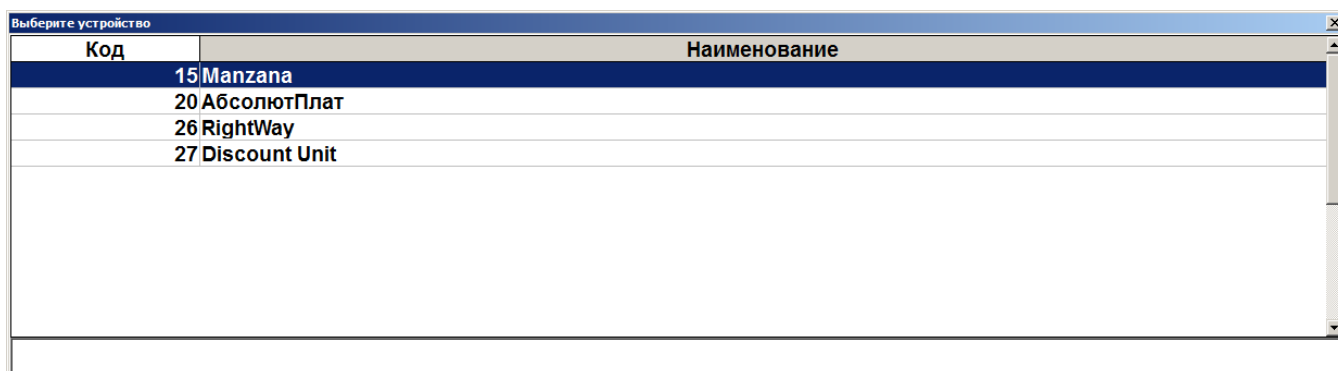 Выберите устройство
Код Наименование
15 Manzana
20 АбсолютПлат
26 RightWay
27 Discount Unit